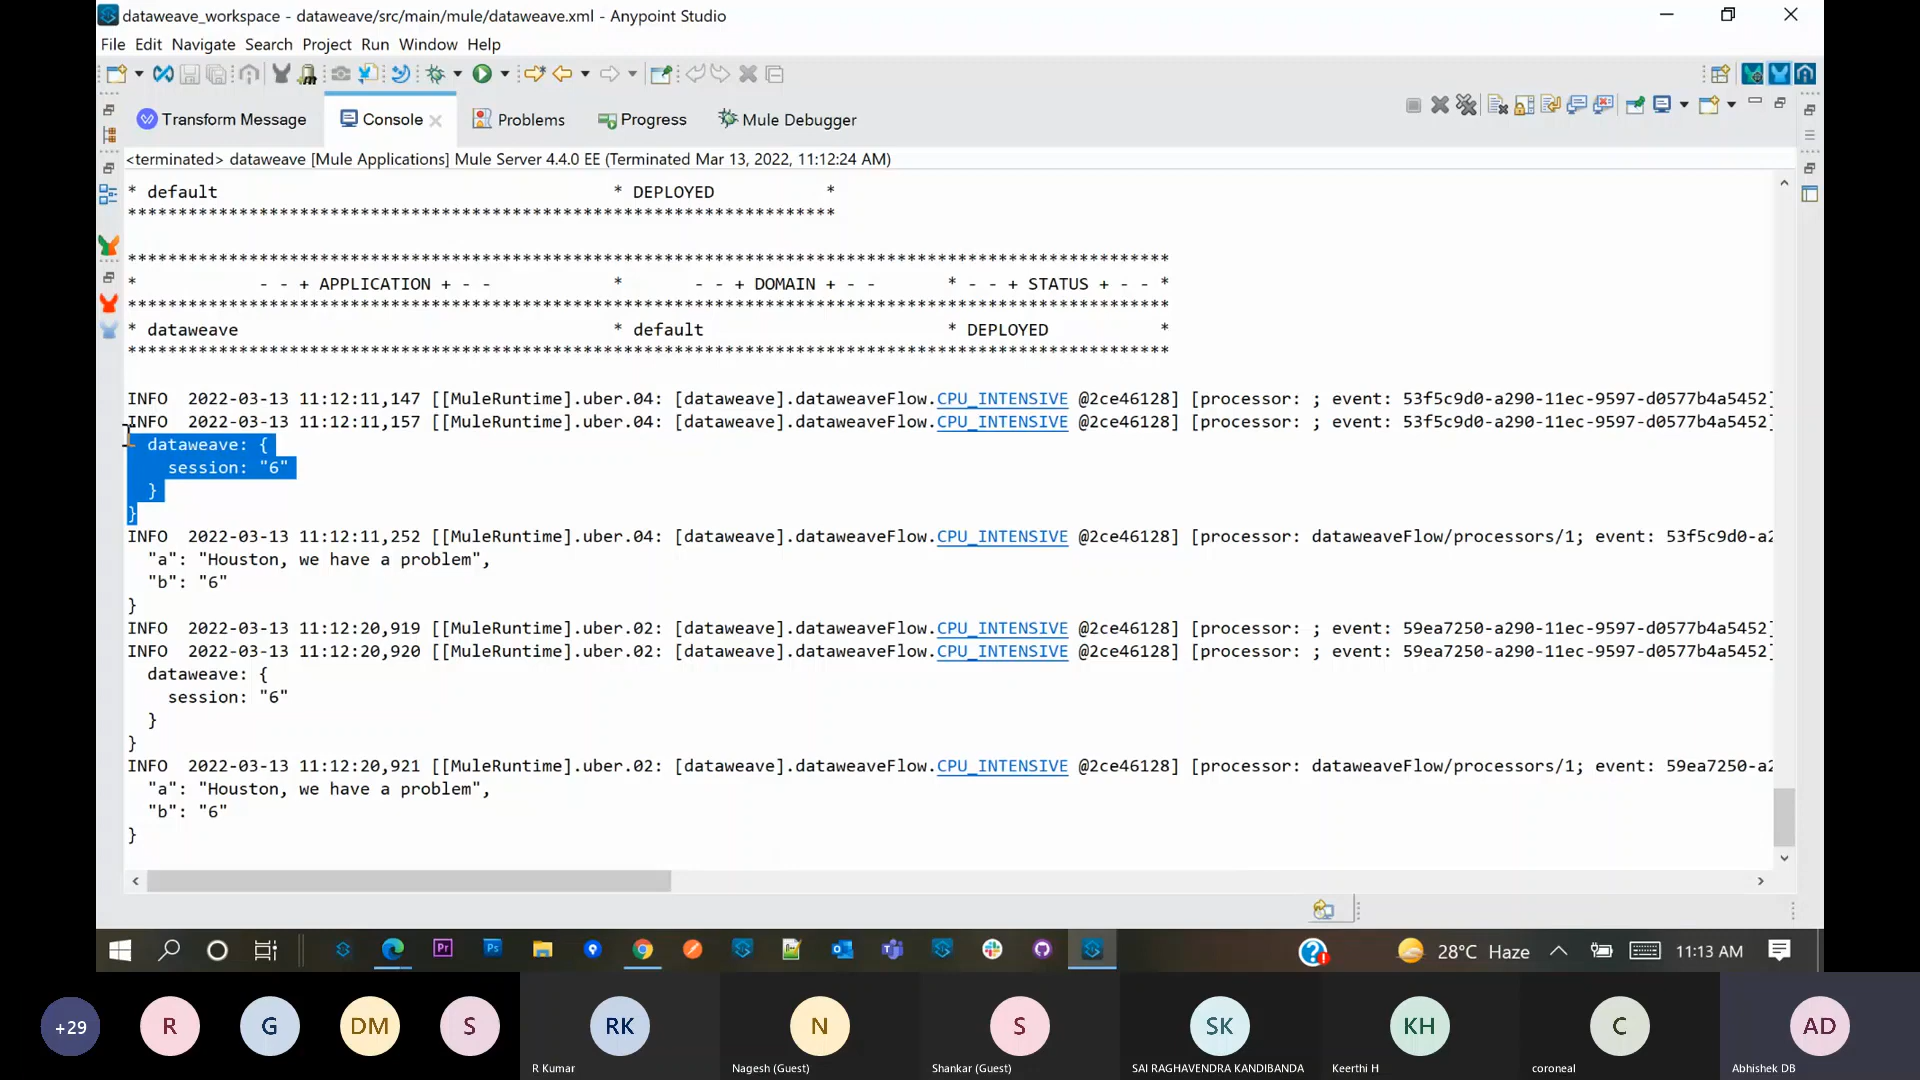 dataweave_workspace - dataweave/src/main/mule/dataweave.xml - Anypoint Studio
File Edit Navigate Search Project Run Window Help
Transform Message Console Problems Progress Mule Debugger
<terminated> dataweave [Mule Applications] Mule Server 4.4.0 EE (Terminated Mar 13, 2022, 11:12:24 AM)
* default * DEPLOYED *
**********************************************************************
*******************************************************************************************************
* - - + APPLICATION + - - * - - + DOMAIN + - - * - - + STATUS + - - *
*******************************************************************************************************
* dataweave * default * DEPLOYED *
*******************************************************************************************************
INFO 2022-03-13 11:12:11,147 [[MuleRuntime].uber.04: [dataweave].dataweaveFlow.CPU_INTENSIVE @2ce46128] [processor: ; event: 53f5c9d0-a290-11ec-9597-d0577b4a5452]
INFO 2022-03-13 11:12:11,157 [[MuleRuntime].uber.04: [dataweave].dataweaveFlow.CPU_INTENSIVE @2ce46128] [processor: ; event: 53f5c9d0-a290-11ec-9597-d0577b4a5452]
dataweave: {
session: "6"
}
}
INFO 2022-03-13 11:12:11,252 [[MuleRuntime].uber.04: [dataweave].dataweaveFlow.CPU_INTENSIVE @2ce46128] [processor: dataweaveFlow/processors/1; event: 53f5c9d0-a2
"a": "Houston, we have a problem",
"b": "6"
}
INFO 2022-03-13 11:12:20,919 [[MuleRuntime].uber.02: [dataweave].dataweaveFlow.CPU_INTENSIVE @2ce46128] [processor: ; event: 59ea7250-a290-11ec-9597-d0577b4a5452]
INFO 2022-03-13 11:12:20,920 [[MuleRuntime].uber.02: [dataweave].dataweaveFlow.CPU_INTENSIVE @2ce46128] [processor: ; event: 59ea7250-a290-11ec-9597-d0577b4a5452]
dataweave: {
session: "6"
}
}
INFO 2022-03-13 11:12:20,921 [[MuleRuntime].uber.02: [dataweave].dataweaveFlow.CPU_INTENSIVE @2ce46128] [processor: dataweaveFlow/processors/1; event: 59ea7250-a2
"a": "Houston, we have a problem",
"b": "6"
}
Pr Ps 28°C Haze 11:13 AM
+29 R G DM S RK N S SK KH C AD
R Kumar Nagesh (Guest) Shankar (Guest) SAI RAGHAVENDRA KANDIBANDA Keerthi H coroneal Abhishek DB